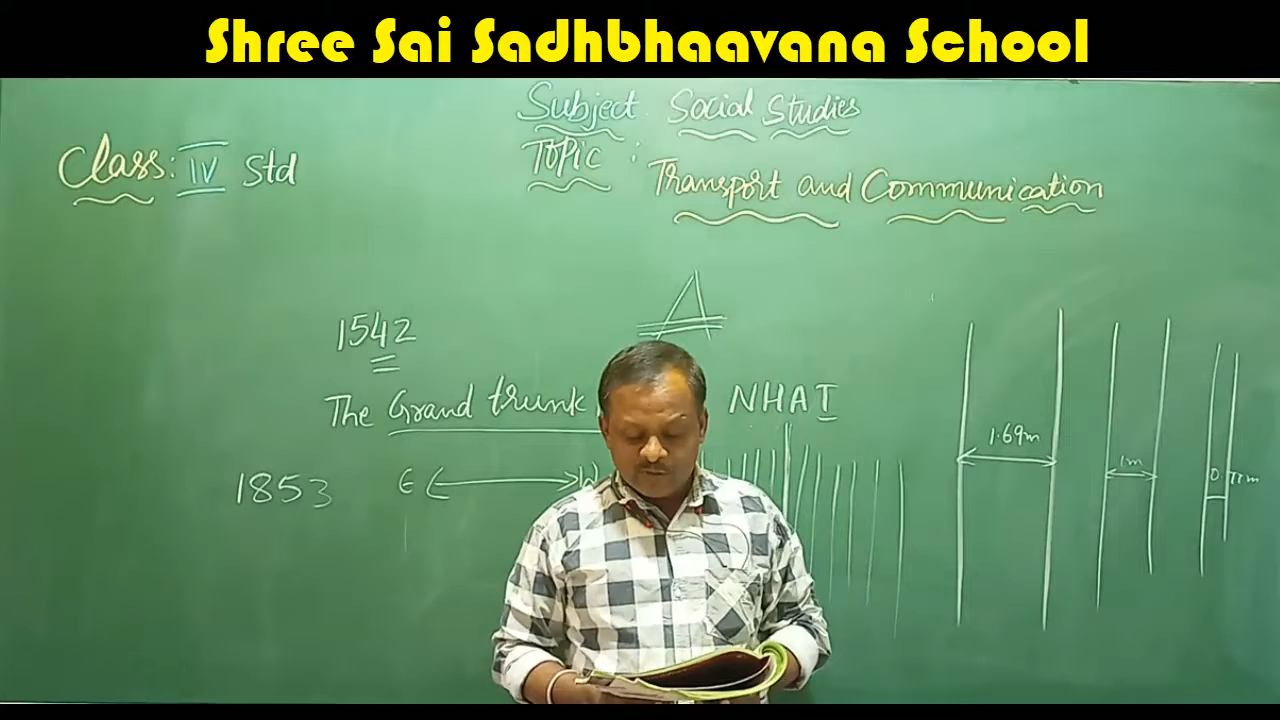 Shree Sai Sadhbhaavana School
Subject: Social Studies
Class: IV Std
Topic :
Transport and Communication
A
1542
The Grand trunk
NHAI
1853
E
1.69m
1m